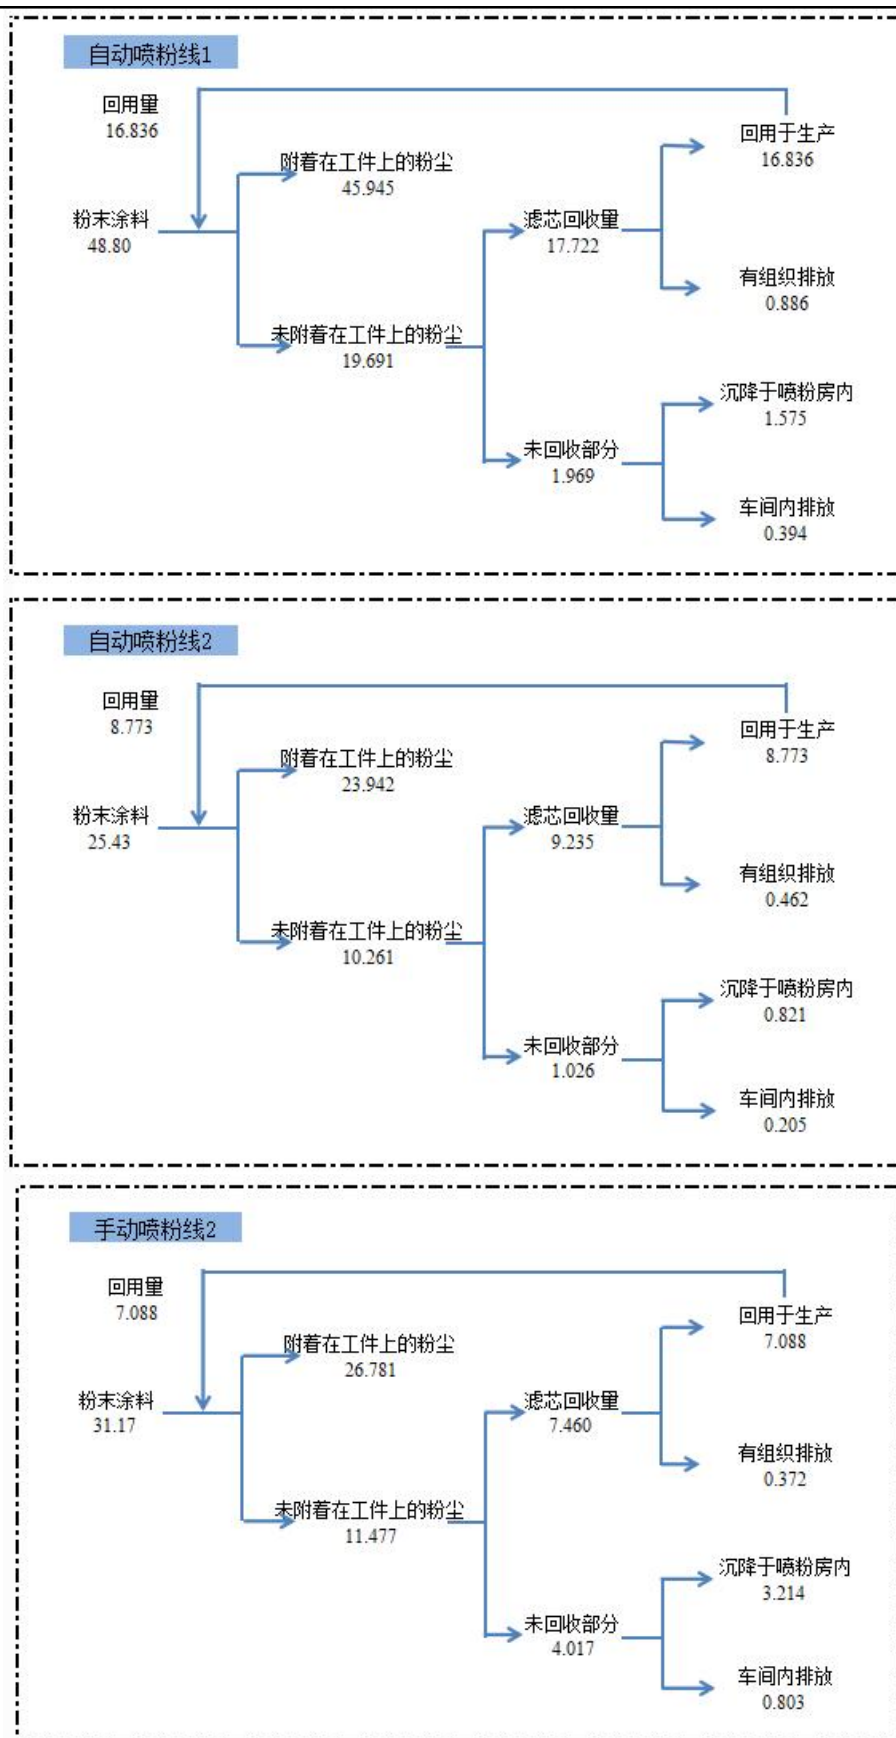 自动喷粉线1
回用量
16.836
回用于生产
16.836
附着在工件上的粉尘
45.945
粉末涂料
48.80
滤芯回收量
17.722
有组织排放
0.886
未附着在工件上的粉尘
19.691
沉降于喷粉房内
1.575
未回收部分
1.969
车间内排放
0.394
自动喷粉线2
回用量
8.773
回用于生产
8.773
附着在工件上的粉尘
23.942
粉末涂料
25.43
滤芯回收量
9.235
有组织排放
0.462
未附着在工件上的粉尘
10.261
沉降于喷粉房内
0.821
未回收部分
1.026
车间内排放
0.205
手动喷粉线2
回用量
7.088
回用于生产
7.088
附着在工件上的粉尘
26.781
粉末涂料
31.17
滤芯回收量
7.460
有组织排放
0.372
未附着在工件上的粉尘
11.477
沉降于喷粉房内
3.214
未回收部分
4.017
车间内排放
0.803